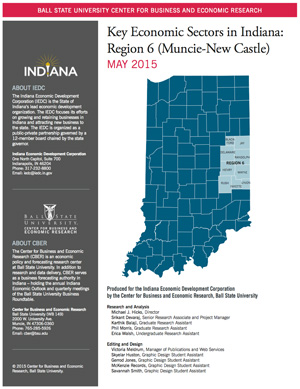 BALL STATE UNIVERSITY CENTER FOR BUSINESS AND ECONOMIC RESEARCH
Key Economic Sectors in Indiana:
Region 6 (Muncie-New Castle)
MAY 2015
INDIANA
ABOUT IEDC
The Indiana Economic Development
Corporation (IEDC) is the State of
Indiana's lead economic development
organization. The IEDC focuses its efforts
on growing and retaining businesses in
Indiana and attracting new business to
the state. The IEDC is organized as a
public-private partnership governed by a
12-member board chaired by the state
governor.
Indiana Economic Development Corporation
One North Capitol, Suite 700
Indianapolis, IN 46204
Phone: 317-232-8800
Email: iedc@iedc.in.gov
BALL STATE
UNIVERSITY
CENTER FOR BUSINESS AND
ECONOMIC RESEARCH
ABOUT CBER
The Center for Business and Economic
Research (CBER) is an economic
policy and forecasting research center
at Ball State University. In addition to
research and data delivery, CBER serves
as a business forecasting authority in
Indiana – holding the annual Indiana
Economic Outlook and quarterly meetings
of the Ball State University Business
Roundtable.
Center for Business and Economic Research
Ball State University (WB 149)
2000 W. University Ave.
Muncie, IN 47306-0360
Phone: 765-285-5926
Email: cber@bsu.edu
© 2015 Center for Business and Economic
Research, Ball State University.
REGION 6
Produced for the Indiana Economic Development Corporation
by the Center for Business and Economic Research, Ball State University
Research and Analysis
Michael J. Hicks, Director
Srikant Devaraj, Senior Research Associate and Project Manager
Karthik Balaji, Graduate Research Assistant
Phil Morris, Graduate Research Assistant
Erica Welsh, Undergraduate Research Assistant
Editing and Design
Victoria Meldrum, Manager of Publications and Web Services
Skyelar Huston, Graphic Design Student Assistant
Gerrod Jones, Graphic Design Student Assistant
McKenzie Records, Graphic Design Student Assistant
Savannah Smith, Graphic Design Student Assistant